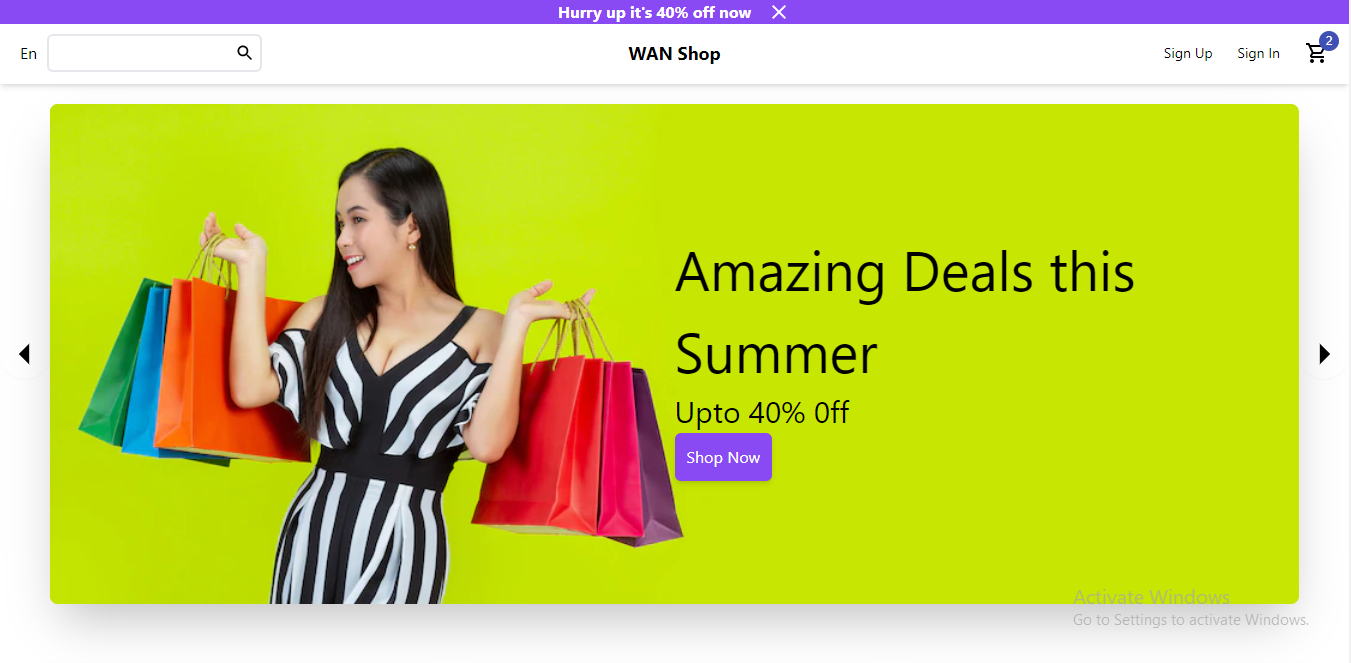 Hurry up it's 40% off now
En
WAN Shop
Sign Up
Sign In
2
Amazing Deals this
Summer
Upto 40% 0ff
Shop Now
Activate Windows
Go to Settings to activate Windows.